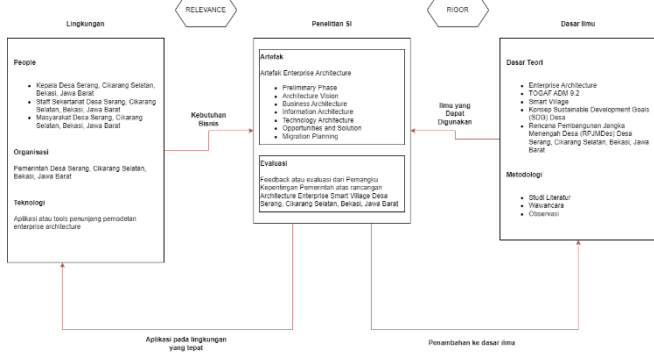 RELEVANCE
RIGOR
Lingkungan
Penelitian SI
Dasar Ilmu
People
Kepala Desa Serang, Cikarang Selatan,
Bekasi, Jawa Barat
Staff Sekertariat Desa Serang, Cikarang
Selatan, Bekasi, Jawa Barat
Masyarakat Desa Serang, Cikarang
Selatan, Bekasi, Jawa Barat
Organisasi
Pemerintah Desa Serang, Cikarang Selatan,
Bekasi, Jawa Barat
Teknologi
Aplikasi atau tools penunjang pemodelan
enterprise architecture
Kebutuhan
Bisnis
Artefak
Artefak Enterprise Architecture
Preliminary Phase
Architecture Vision
Business Architecture
Information Architecture
Technology Architecture
Opportunities and Solution
Migration Planning
Evaluasi
Feedback atau evaluasi dari Pemangku
Kepentingan Pemerintah atas rancangan
Architecture Enterprise Smart Village Desa
Serang, Cikarang Selatan, Bekasi, Jawa Barat
Ilmu yang
Dapat
Digunakan
Dasar Teori
Enterprise Architecture
TOGAF ADM 9.2
Smart Village
Konsep Sustainable Development Goals
(SDG) Desa
Rencana Pembangunan Jangka
Menengah Desa (RPJMDes) Desa
Serang, Cikarang Selatan, Bekasi, Jawa
Barat
Metodologi
Studi Literatur
Wawancara
Observasi
Aplikasi pada lingkungan
yang tepat
Penambahan ke dasar ilmu